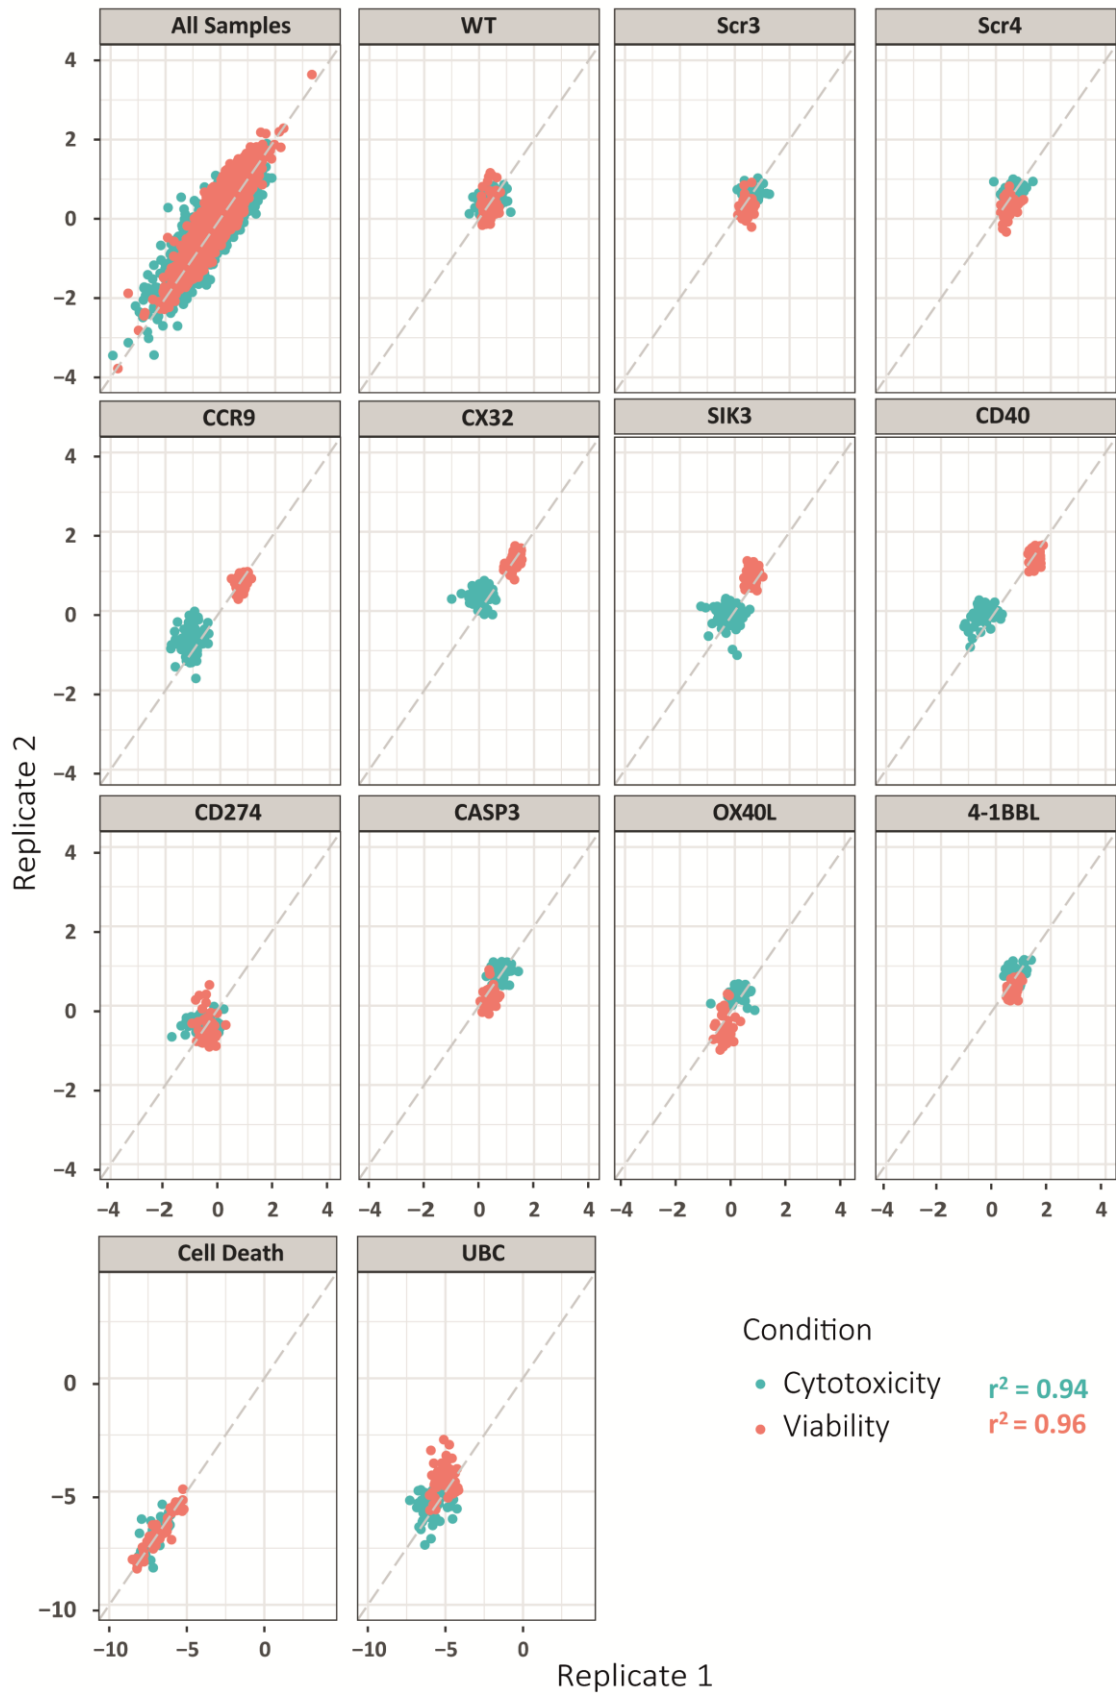 All Samples WT Scr3 Scr4
4
2
0
−2
−4
CCR9 CX32 SIK3 CD40
4
2
0
−2
−4
Replicate 2
CD274 CASP3 OX40L 4-1BBL
4
2
0
−2
−4
−4 −2 0 2 4 −4 −2 0 2 4 −4 −2 0 2 4 −4 −2 0 2 4
Cell Death UBC
0
−5
−10
−10 −5 0 −10 −5 0
Replicate 1
Condition
Cytotoxicity r² = 0.94
Viability r² = 0.96